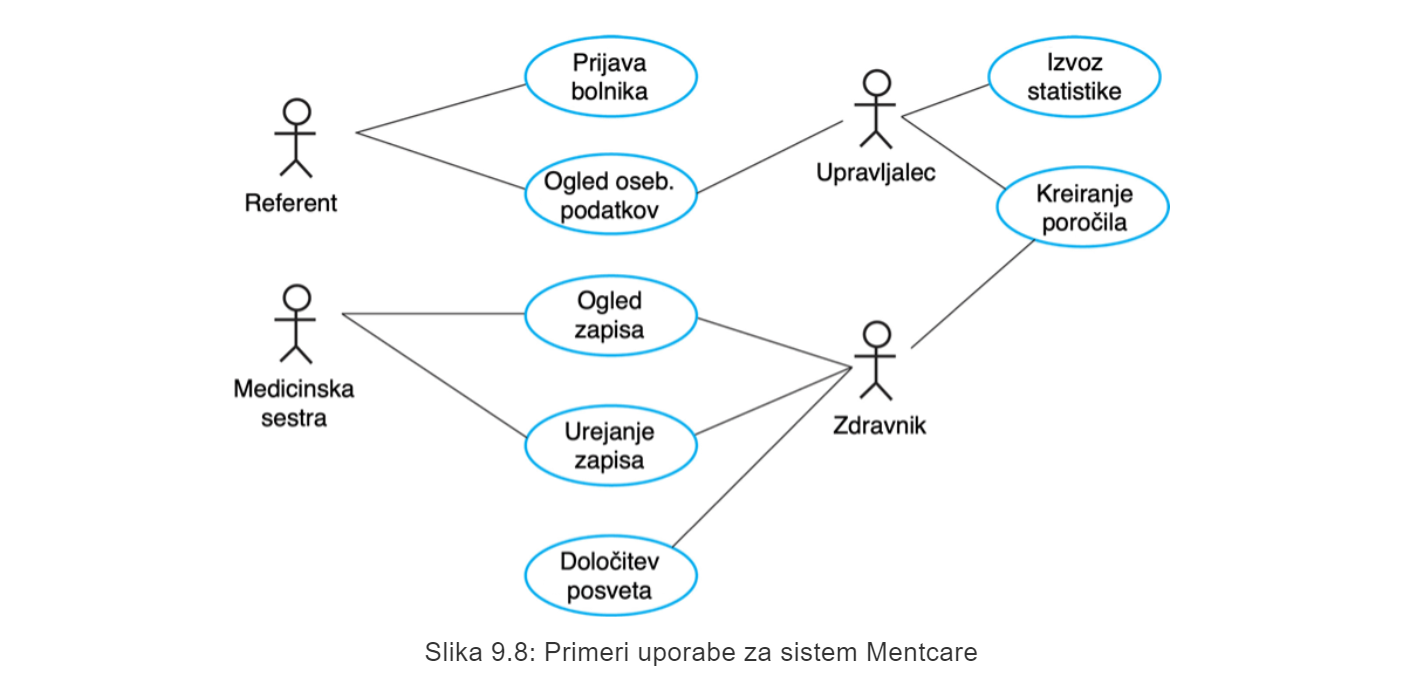 Prijava
bolnika
Izvoz
statistike
Referent
Ogled oseb.
podatkov
Upravljalec
Kreiranje
poročila
Medicinska
sestra
Ogled
zapisa
Zdravnik
Urejanje
zapisa
Določitev
posveta
Slika 9.8: Primeri uporabe za sistem Mentcare